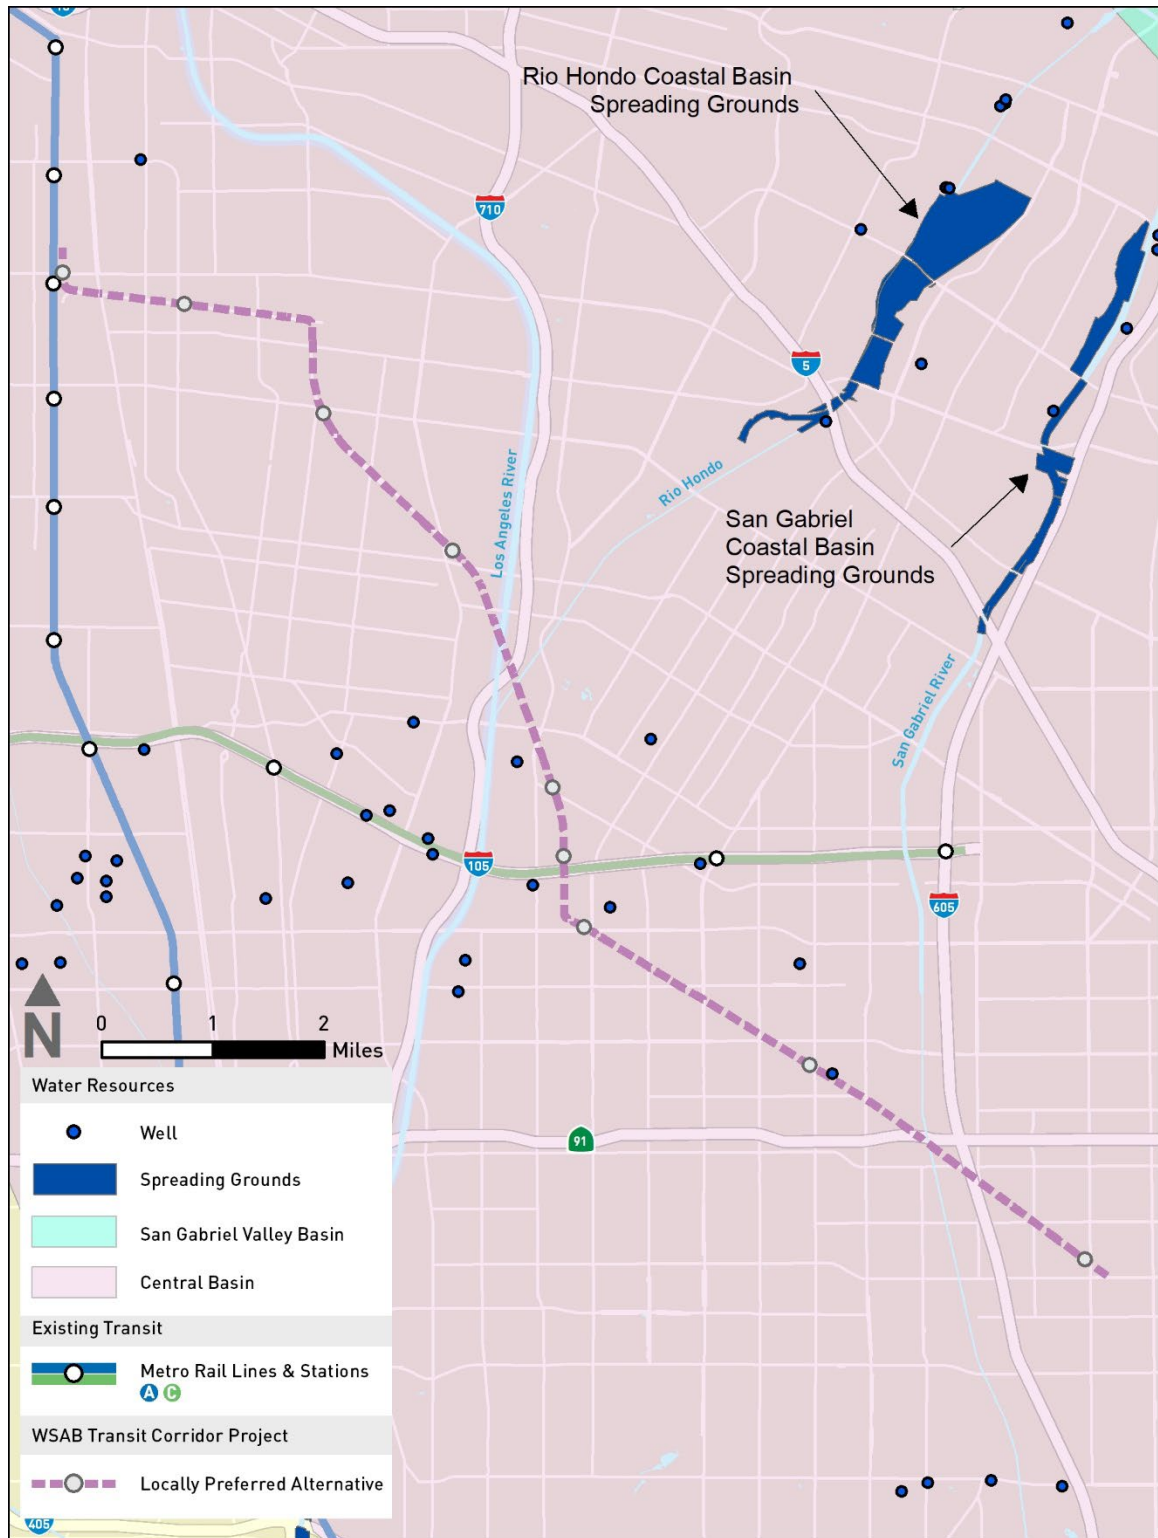 10
Rio Hondo Coastal Basin
Spreading Grounds
710
5
Los Angeles River
Rio Hondo
San Gabriel
Coastal Basin
Spreading Grounds
San Gabriel River
105
605
N
0 1 2
Miles
91
Water Resources
Well
Spreading Grounds
San Gabriel Valley Basin
Central Basin
Existing Transit
Metro Rail Lines & Stations
A C
WSAB Transit Corridor Project
Locally Preferred Alternative
405